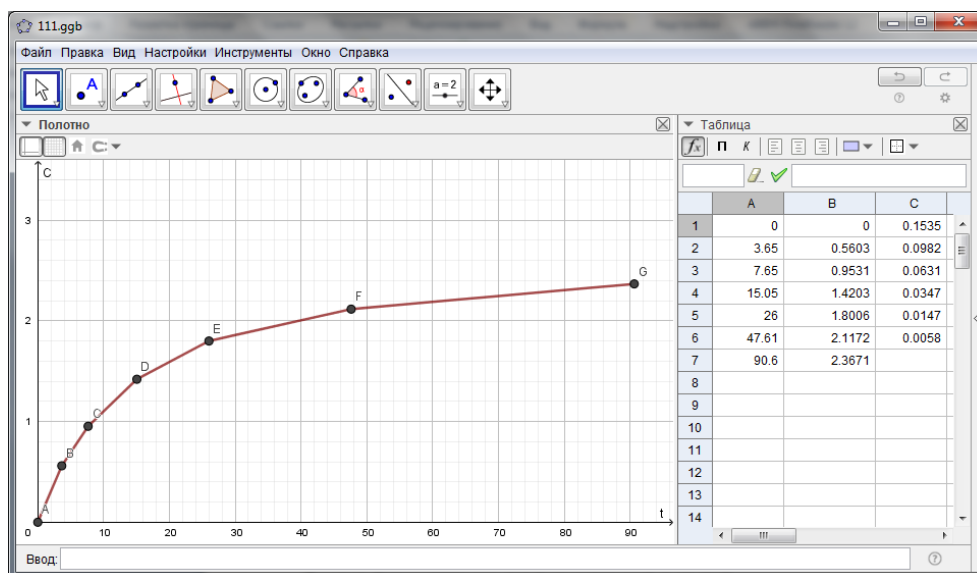 111.ggb
Файл Правка Вид Настройки Инструменты Окно Справка
A
α
a=2
Полотно
Таблица
C:
fx П К
C
3
2
1
0 10 20 30 40 50 60 70 80 90
t
A
B
C
D
E
F
G
A B C
1 0 0 0.1535
2 3.65 0.5603 0.0982
3 7.65 0.9531 0.0631
4 15.05 1.4203 0.0347
5 26 1.8006 0.0147
6 47.61 2.1172 0.0058
7 90.6 2.3671
8
9
10
11
12
13
14
Ввод: